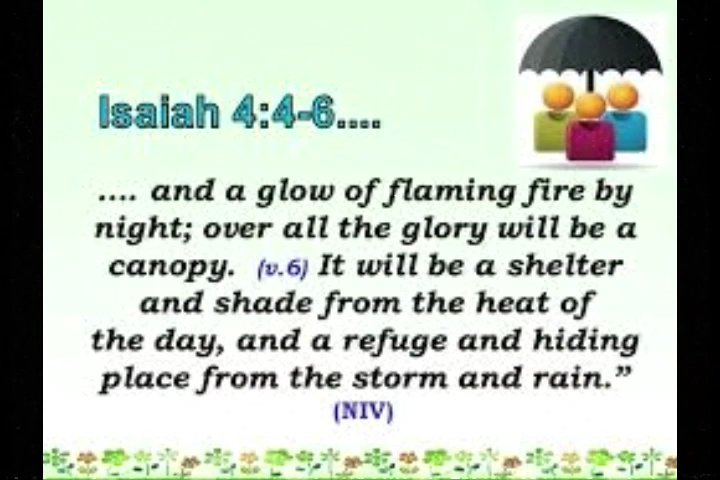 Isaiah 4:4-6....
.... and a glow of flaming fire by
night; over all the glory will be a
canopy. (v.6) It will be a shelter
and shade from the heat of
the day, and a refuge and hiding
place from the storm and rain.”
(NIV)